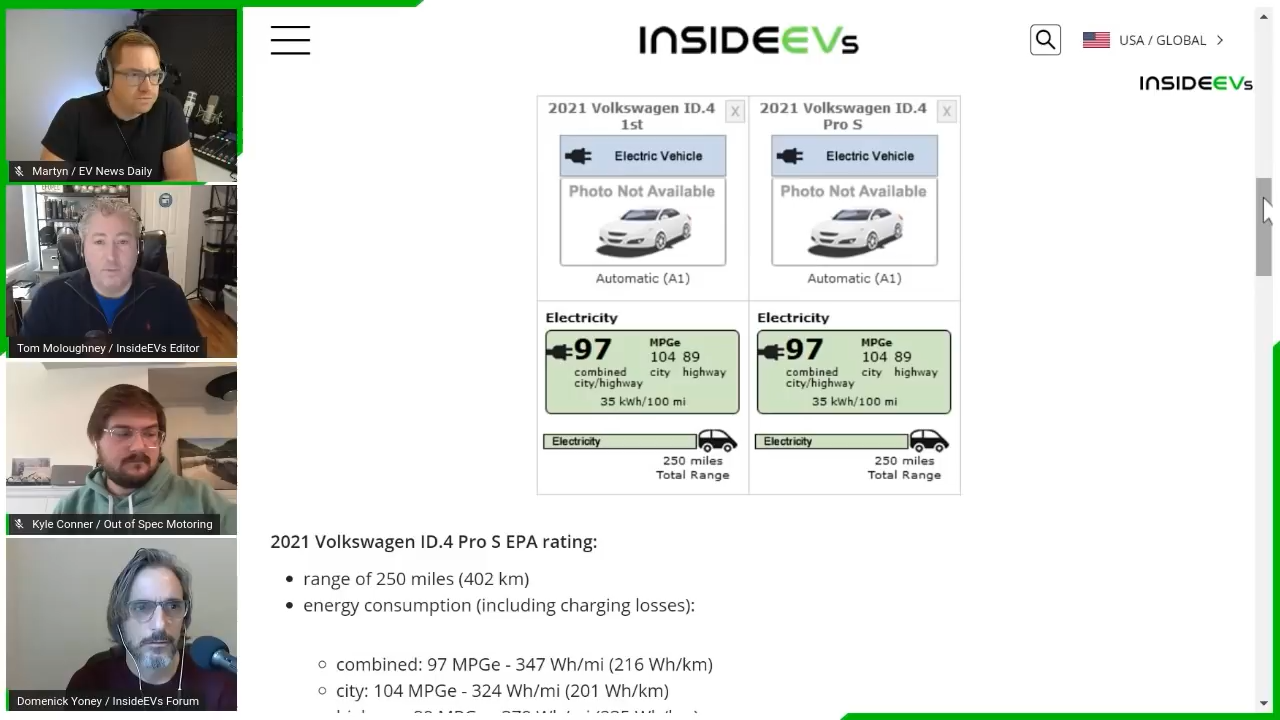 Martyn / EV News Daily
Tom Moloughney / InsideEVs Editor
Kyle Conner / Out of Spec Motoring
Domenick Yoney / InsideEVs Forum
INSIDEEVs
USA / GLOBAL
INSIDEEVs
2021 Volkswagen ID.4
1st
X
Electric Vehicle
Photo Not Available
Automatic (A1)
Electricity
97
MPGe
104 89
combined
city/highway
city highway
35 kWh/100 mi
Electricity
250 miles
Total Range
2021 Volkswagen ID.4
Pro S
X
Electric Vehicle
Photo Not Available
Automatic (A1)
Electricity
97
MPGe
104 89
combined
city/highway
city highway
35 kWh/100 mi
Electricity
250 miles
Total Range
2021 Volkswagen ID.4 Pro S EPA rating:
range of 250 miles (402 km)
energy consumption (including charging losses):
combined: 97 MPGe - 347 Wh/mi (216 Wh/km)
city: 104 MPGe - 324 Wh/mi (201 Wh/km)